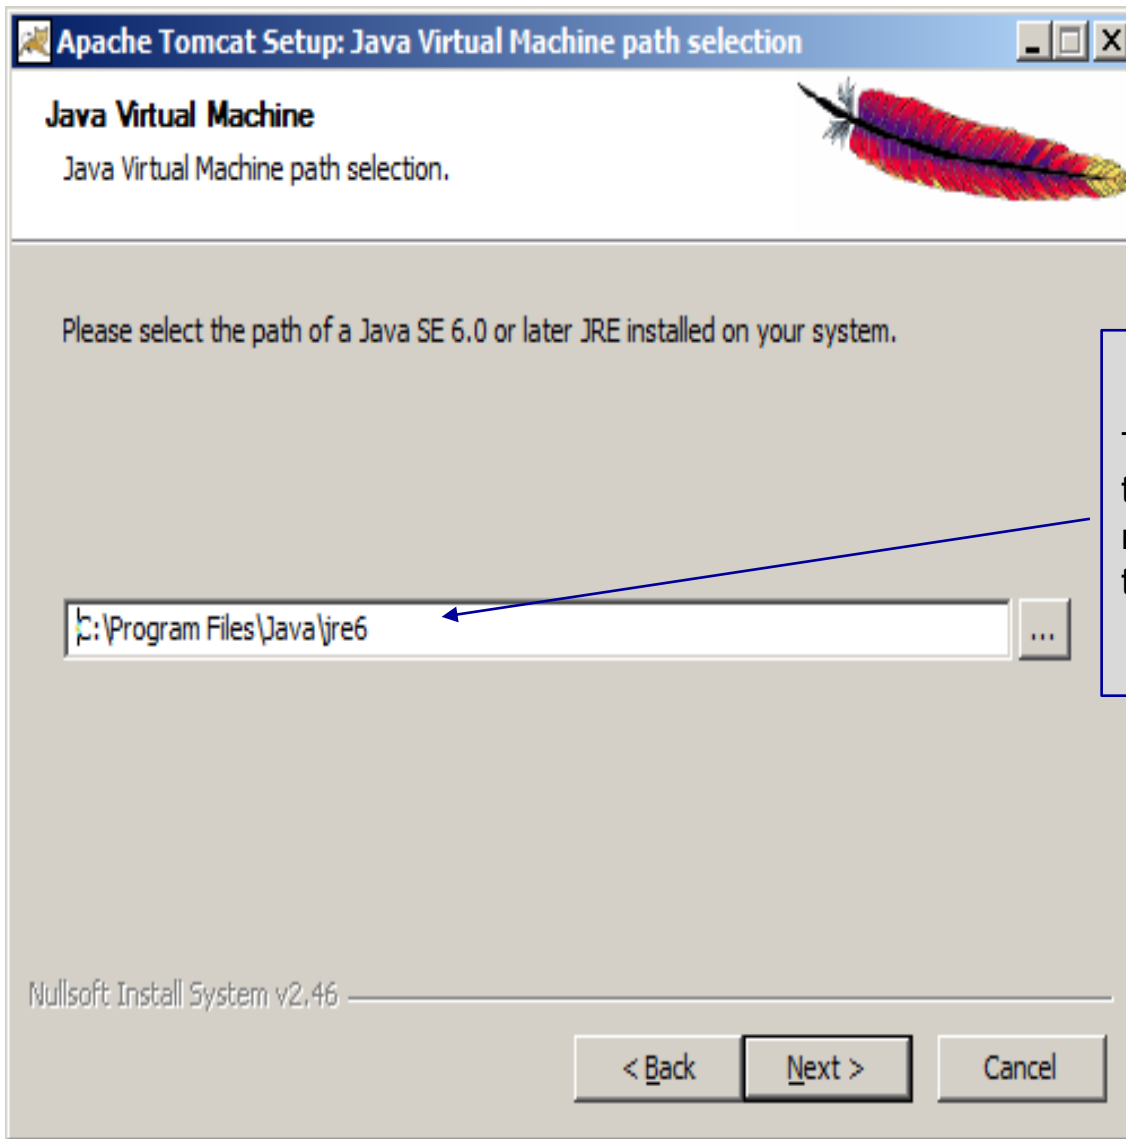 Apache Tomcat Setup: Java Virtual Machine path selection
Java Virtual Machine
Java Virtual Machine path selection.
Please select the path of a Java SE 6.0 or later JRE installed on your system.
C:\Program Files\Java\jre6
...
Nullsoft Install System v2.46
< Back
Next >
Cancel